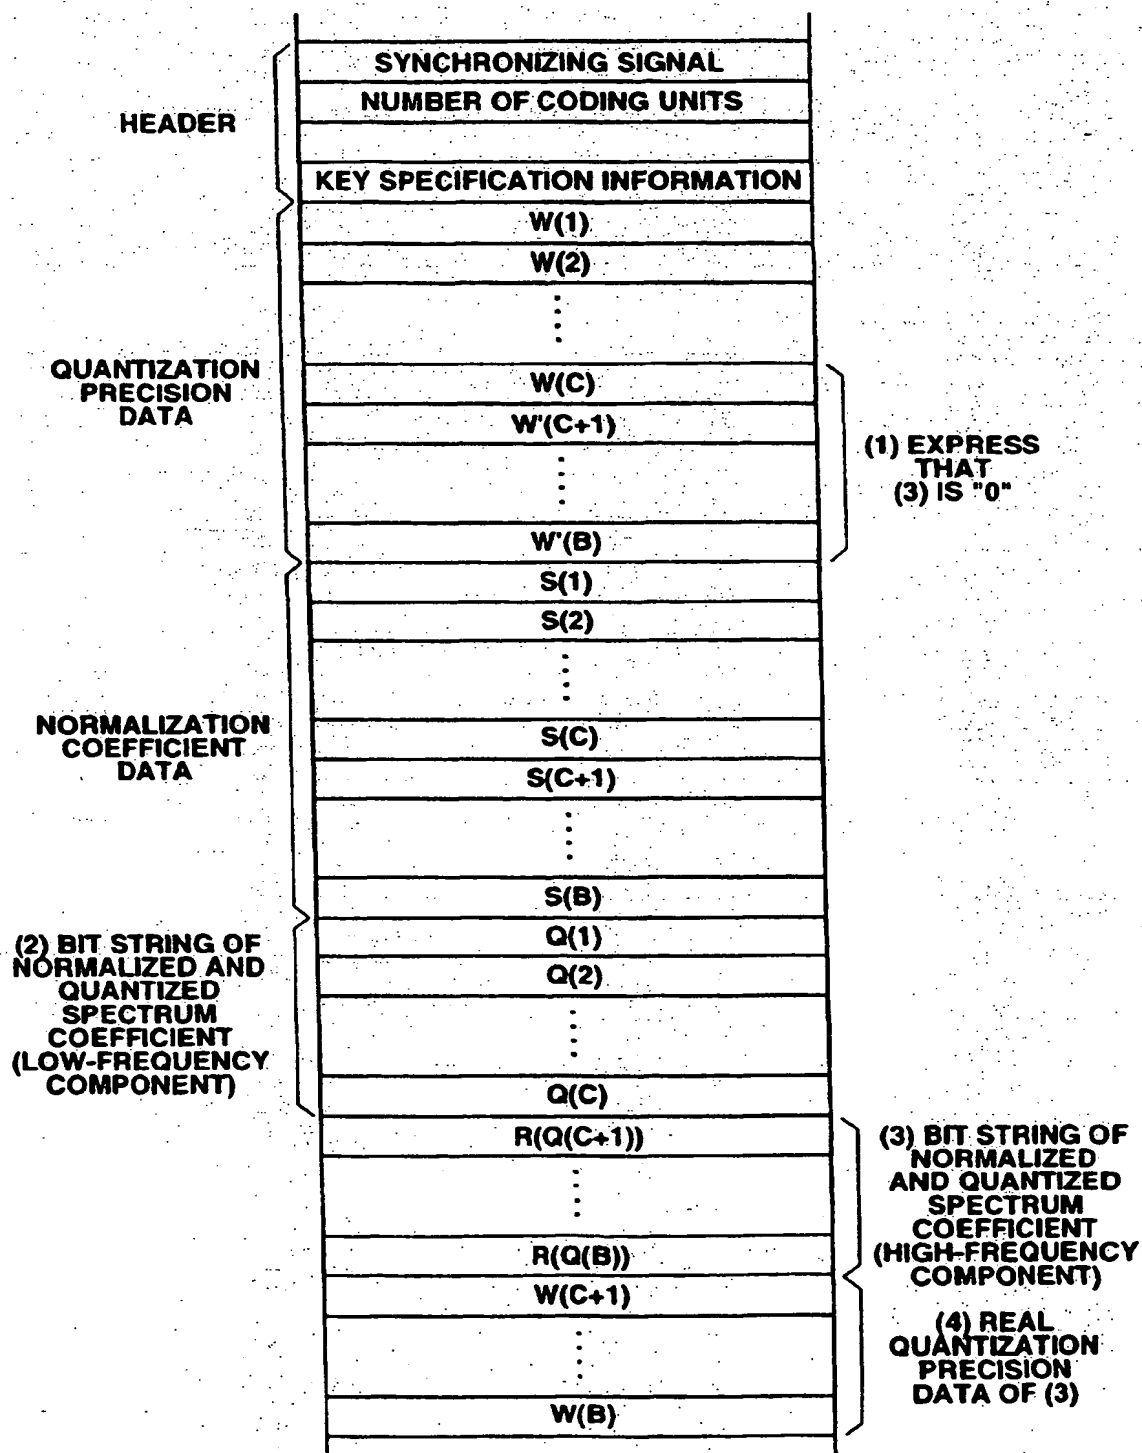 SYNCHRONIZING SIGNAL
NUMBER OF CODING UNITS
HEADER
KEY SPECIFICATION INFORMATION
W(1)
W(2)
QUANTIZATION
PRECISION
DATA
W(C)
W'(C+1)
W'(B)
(1) EXPRESS
THAT
(3) IS "0"
S(1)
S(2)
NORMALIZATION
COEFFICIENT
DATA
S(C)
S(C+1)
S(B)
(2) BIT STRING OF
NORMALIZED AND
QUANTIZED
SPECTRUM
COEFFICIENT
(LOW-FREQUENCY
COMPONENT)
Q(1)
Q(2)
Q(C)
R(Q(C+1))
R(Q(B))
(3) BIT STRING OF
NORMALIZED
AND QUANTIZED
SPECTRUM
COEFFICIENT
(HIGH-FREQUENCY
COMPONENT)
W(C+1)
W(B)
(4) REAL
QUANTIZATION
PRECISION
DATA OF (3)